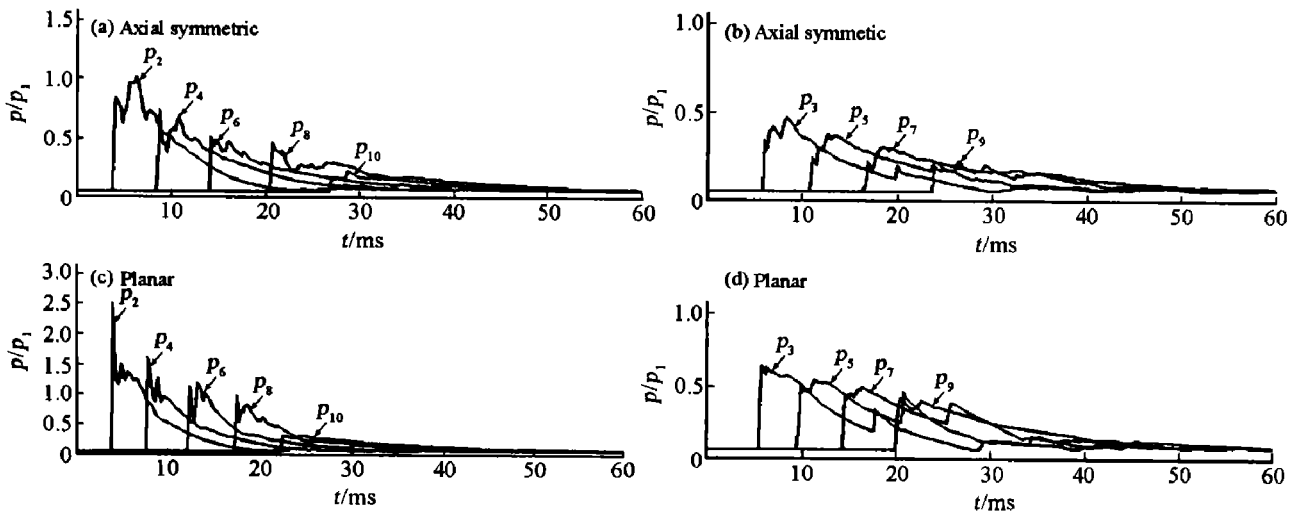 (a) Axial symmetric
p/p₁
1.5
1.0
0.5
0
p₂
p₄
p₆
p₈
p₁₀
10 20 30 40 50 60
t/ms
(b) Axial symmetic
p/p₁
1.0
0.5
0
p₃
p₅
p₇
p₉
10 20 30 40 50 60
t/ms
(c) Planar
p/p₁
3.0
2.5
2.0
1.5
1.0
0.5
0
p₂
p₄
p₆
p₈
p₁₀
10 20 30 40 50 60
t/ms
(d) Planar
p/p₁
1.0
0.5
0
p₃
p₅
p₇
p₉
10 20 30 40 50 60
t/ms